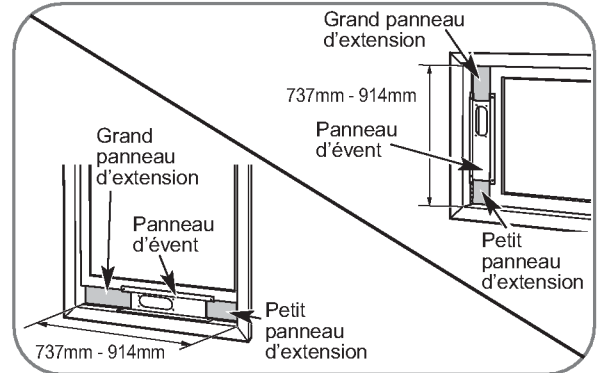 Grand panneau
d'extension
737mm - 914mm
Panneau
d'évent
Petit
panneau
d'extension
Grand
panneau
d'extension
Panneau
d'évent
Petit
panneau
d'extension
737mm - 914mm